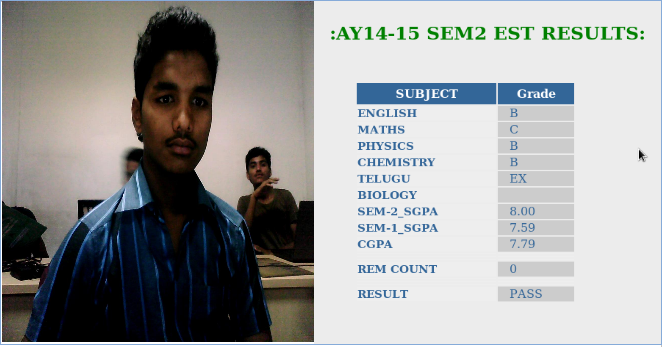 :AY14-15 SEM2 EST RESULTS:
SUBJECT Grade
ENGLISH B
MATHS C
PHYSICS B
CHEMISTRY B
TELUGU EX
BIOLOGY
SEM-2_SGPA 8.00
SEM-1_SGPA 7.59
CGPA 7.79
REM COUNT 0
RESULT PASS